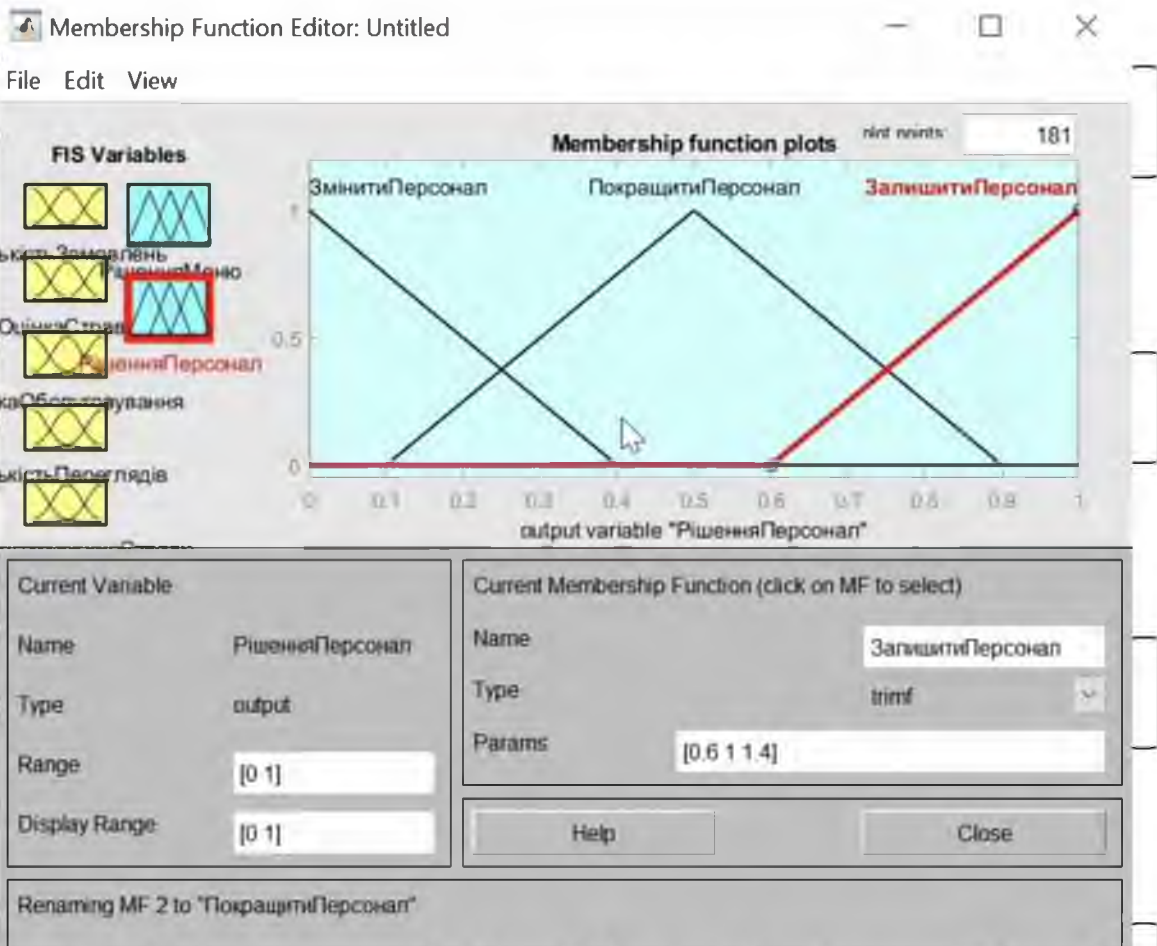 Membership Function Editor: Untitled
File Edit View
FIS Variables
Membership function plots
plot points:
181
ЗмінитиПерсонал
ПокращитиПерсонал
ЗалишитиПерсонал
РішенняМеню
РішенняПерсонал
1
0.5
0
0 0.1 0.2 0.3 0.4 0.5 0.6 0.7 0.8 0.9 1
output variable "РішенняПерсонал"
Current Variable
Name РішенняПерсонал
Type output
Range [0 1]
Display Range [0 1]
Current Membership Function (click on MF to select)
Name ЗалишитиПерсонал
Type trimf
Params [0.6 1 1.4]
Help Close
Renaming MF 2 to "ПокращитиПерсонал"